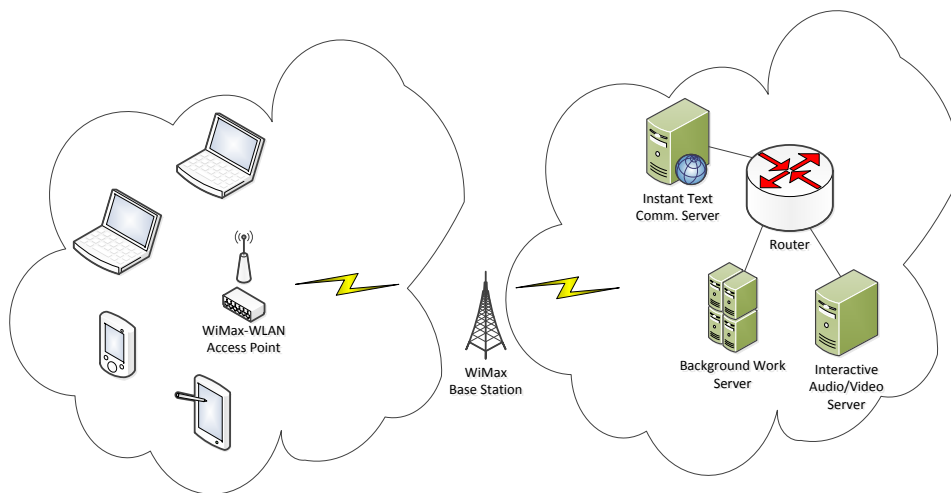 Instant Text
Comm. Server
Router
WiMax-WLAN
Access Point
WiMax
Base Station
Background Work
Server
Interactive
Audio/Video
Server